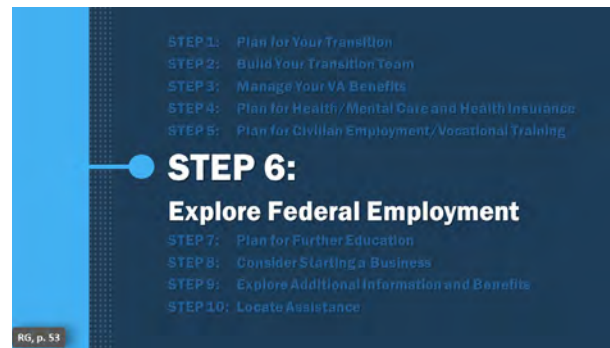 STEP 1: Plan for Your Transition
STEP 2: Build Your Transition Team
STEP 3: Manage Your VA Benefits
STEP 4: Plan for Health/Mental Care and Health Insurance
STEP 5: Plan for Civilian Employment/Vocational Training
STEP 6:
Explore Federal Employment
STEP 7: Plan for Further Education
STEP 8: Consider Starting a Business
STEP 9: Explore Additional Information and Benefits
STEP 10: Locate Assistance
RG, p. 53